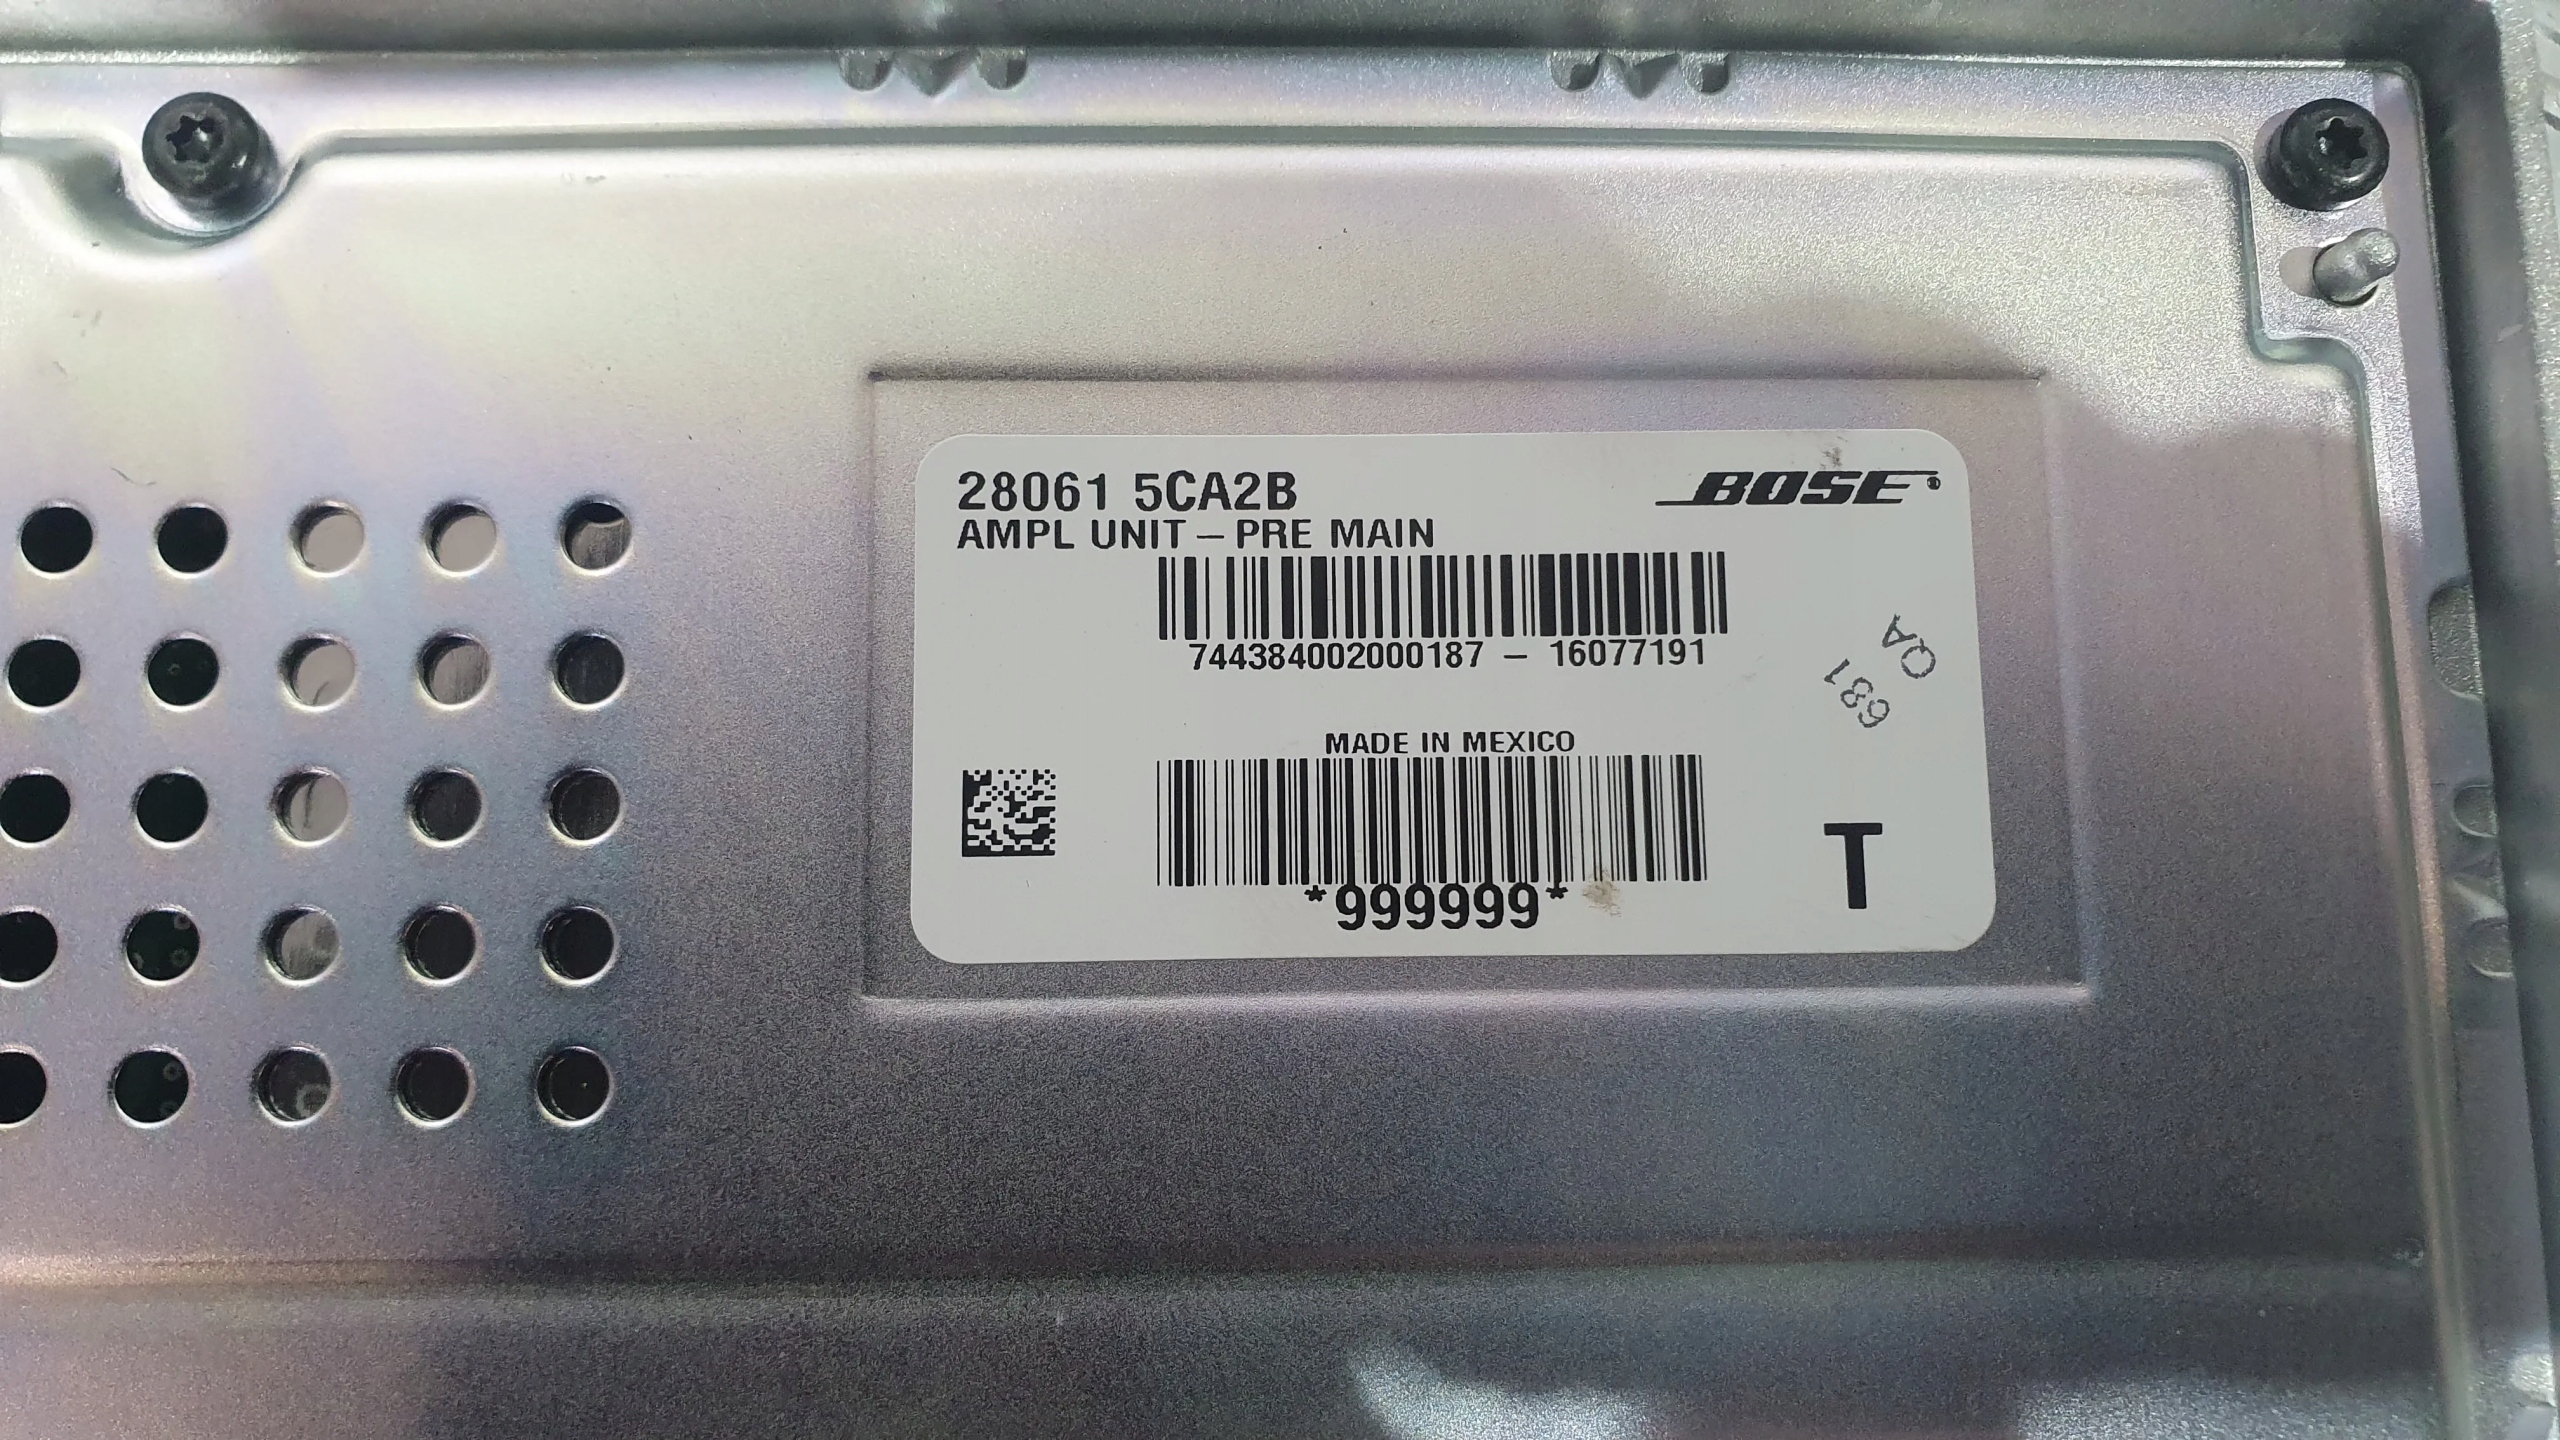 28061 5CA2B
BOSE®
AMPL UNIT – PRE MAIN
744384002000187 – 16077191
QA
681
MADE IN MEXICO
*999999*
T